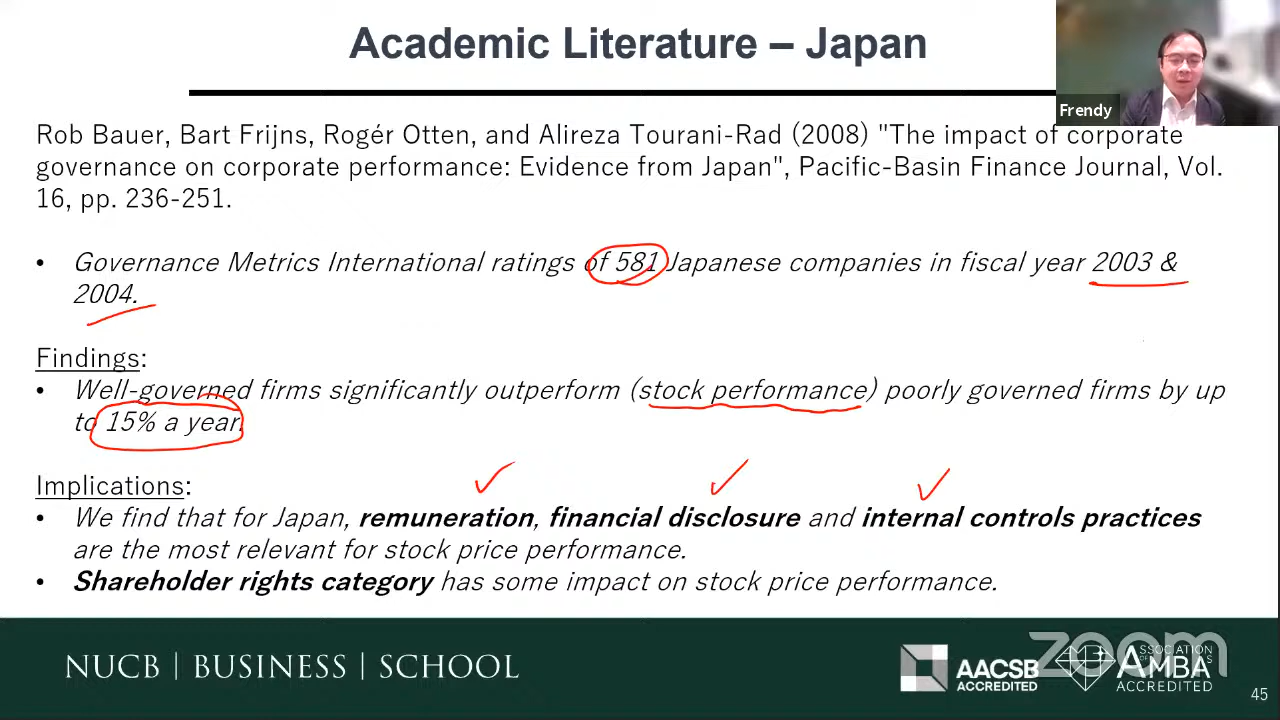 Academic Literature – Japan
Frendy
Rob Bauer, Bart Frijns, Rogér Otten, and Alireza Tourani-Rad (2008) "The impact of corporate
governance on corporate performance: Evidence from Japan", Pacific-Basin Finance Journal, Vol.
16, pp. 236-251.
• Governance Metrics International ratings of 581 Japanese companies in fiscal year 2003 &
2004.
Findings:
• Well-governed firms significantly outperform (stock performance) poorly governed firms by up
to 15% a year.
Implications:
• We find that for Japan, remuneration, financial disclosure and internal controls practices
are the most relevant for stock price performance.
• Shareholder rights category has some impact on stock price performance.
NUCB | BUSINESS | SCHOOL
AACSB
ACCREDITED
zoom
ASSOCIATION
OF
AMBAS
ACCREDITED
45